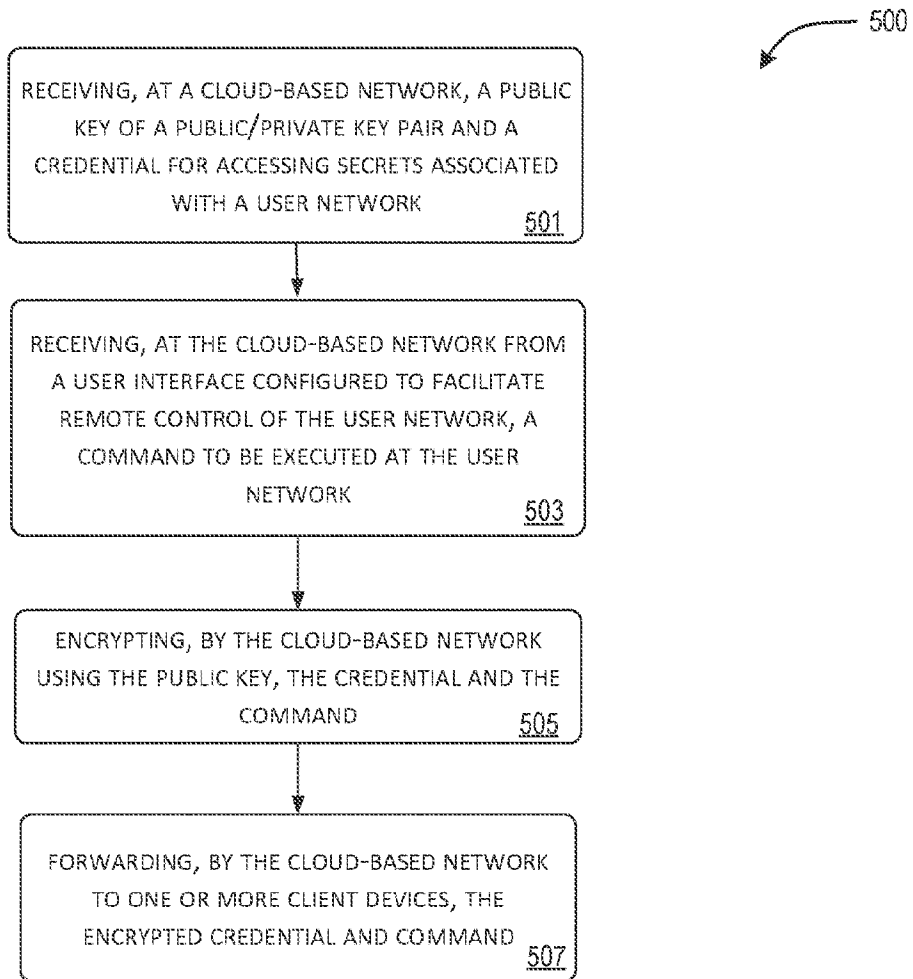 500
RECEIVING, AT A CLOUD-BASED NETWORK, A PUBLIC
KEY OF A PUBLIC/PRIVATE KEY PAIR AND A
CREDENTIAL FOR ACCESSING SECRETS ASSOCIATED
WITH A USER NETWORK
501
RECEIVING, AT THE CLOUD-BASED NETWORK FROM
A USER INTERFACE CONFIGURED TO FACILITATE
REMOTE CONTROL OF THE USER NETWORK, A
COMMAND TO BE EXECUTED AT THE USER
NETWORK
503
ENCRYPTING, BY THE CLOUD-BASED NETWORK
USING THE PUBLIC KEY, THE CREDENTIAL AND THE
COMMAND
505
FORWARDING, BY THE CLOUD-BASED NETWORK
TO ONE OR MORE CLIENT DEVICES, THE
ENCRYPTED CREDENTIAL AND COMMAND
507